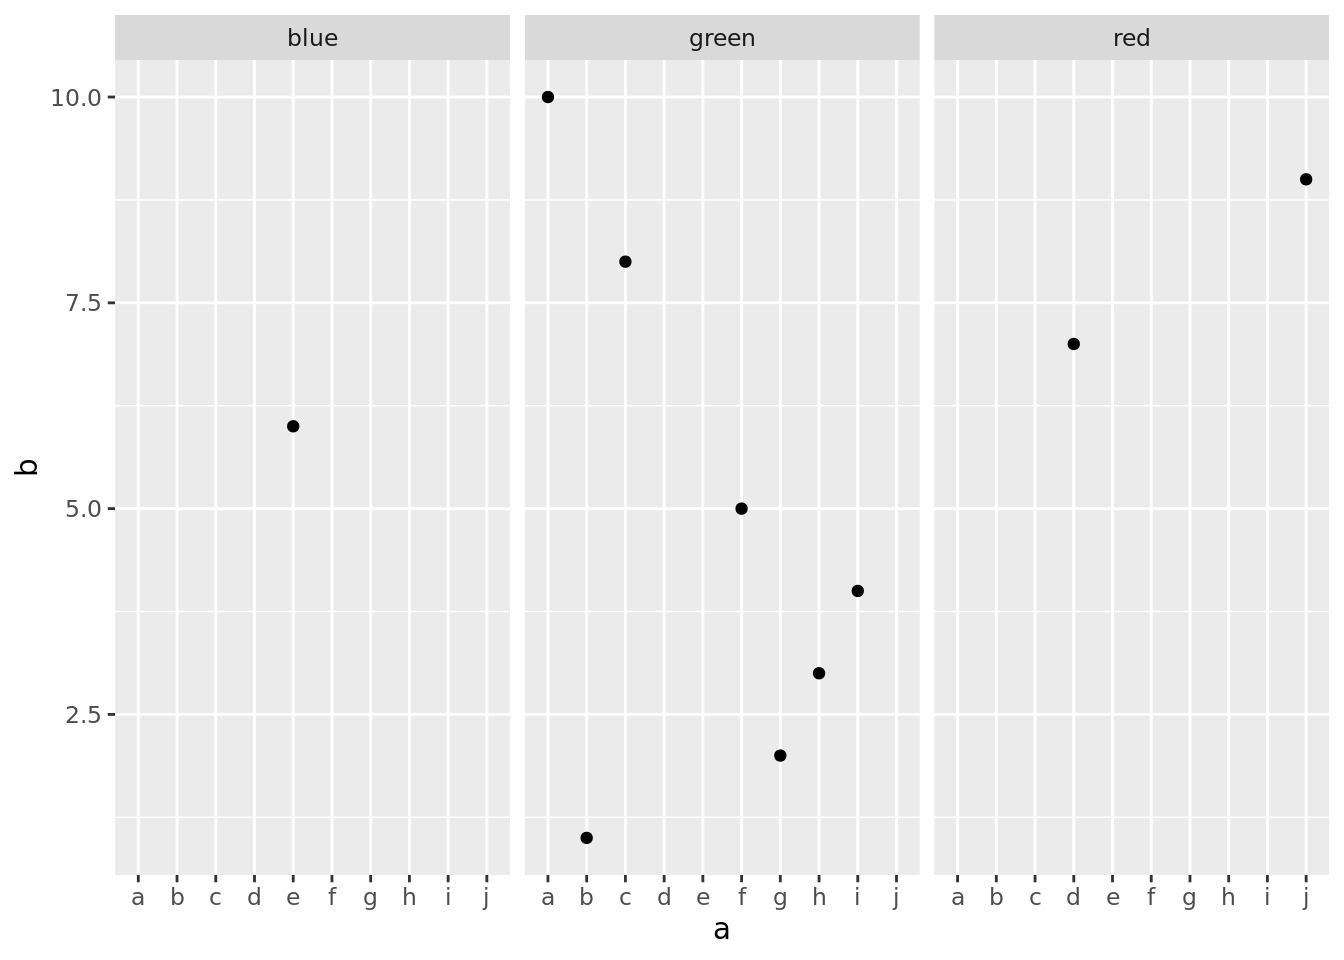 blue green red
10.0
7.5
5.0
2.5
b
a b c d e f g h i j a b c d e f g h i j a b c d e f g h i j
a